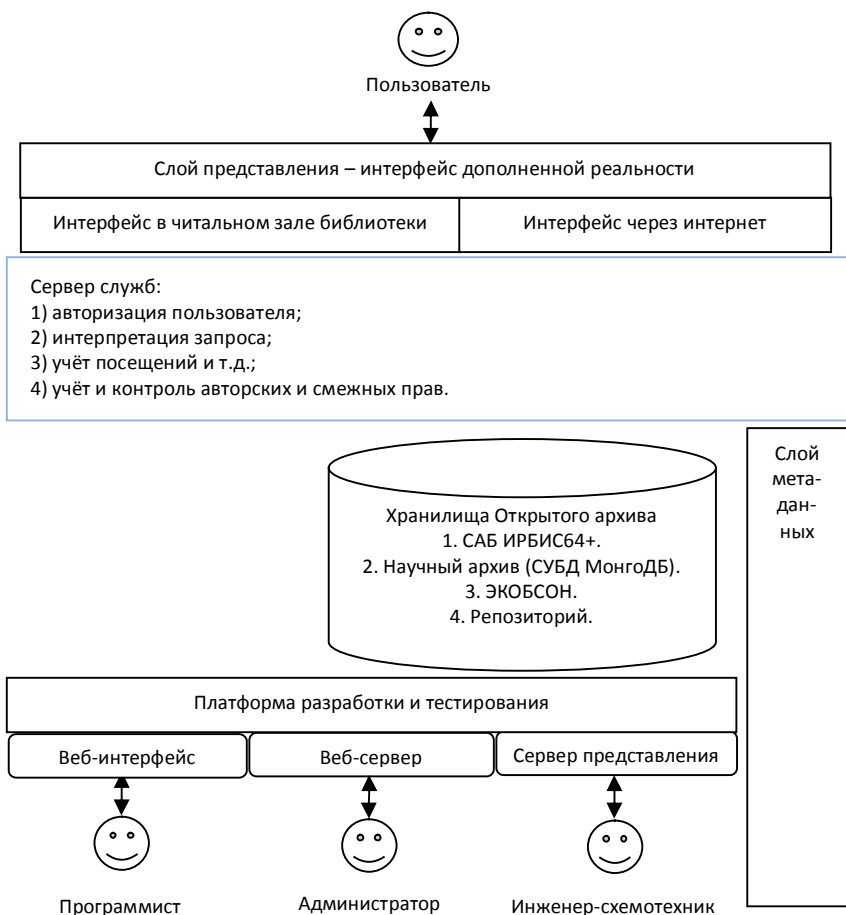 Пользователь
Слой представления – интерфейс дополненной реальности
Интерфейс в читальном зале библиотеки
Интерфейс через интернет
Сервер служб:
1) авторизация пользователя;
2) интерпретация запроса;
3) учёт посещений и т.д.;
4) учёт и контроль авторских и смежных прав.
Слой
мета-
дан-
ных
Хранилища Открытого архива
1. САБ ИРБИС64+.
2. Научный архив (СУБД МонгоДБ).
3. ЭКОБСОН.
4. Репозиторий.
Платформа разработки и тестирования
Веб-интерфейс
Веб-сервер
Сервер представления
Программист
Администратор
Инженер-схемотехник